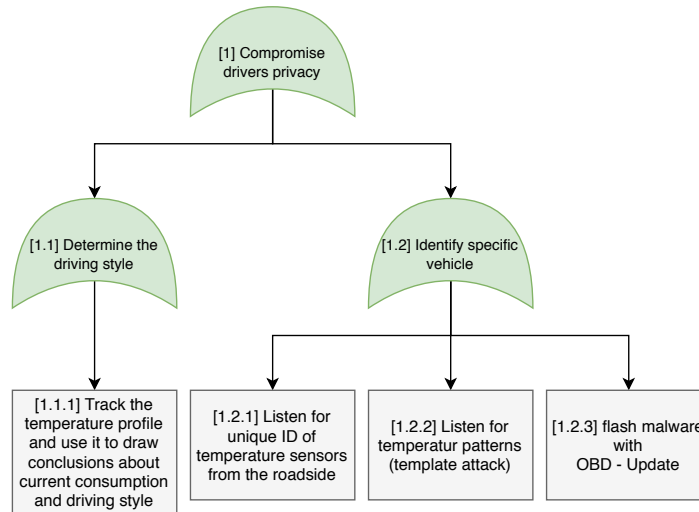 [1] Compromise
drivers privacy
[1.1] Determine the
driving style
[1.2] Identify specific
vehicle
[1.1.1] Track the
temperature profile
and use it to draw
conclusions about
current consumption
and driving style
[1.2.1] Listen for
unique ID of
temperature sensors
from the roadside
[1.2.2] Listen for
temperatur patterns
(template attack)
[1.2.3] flash malware
with
OBD - Update